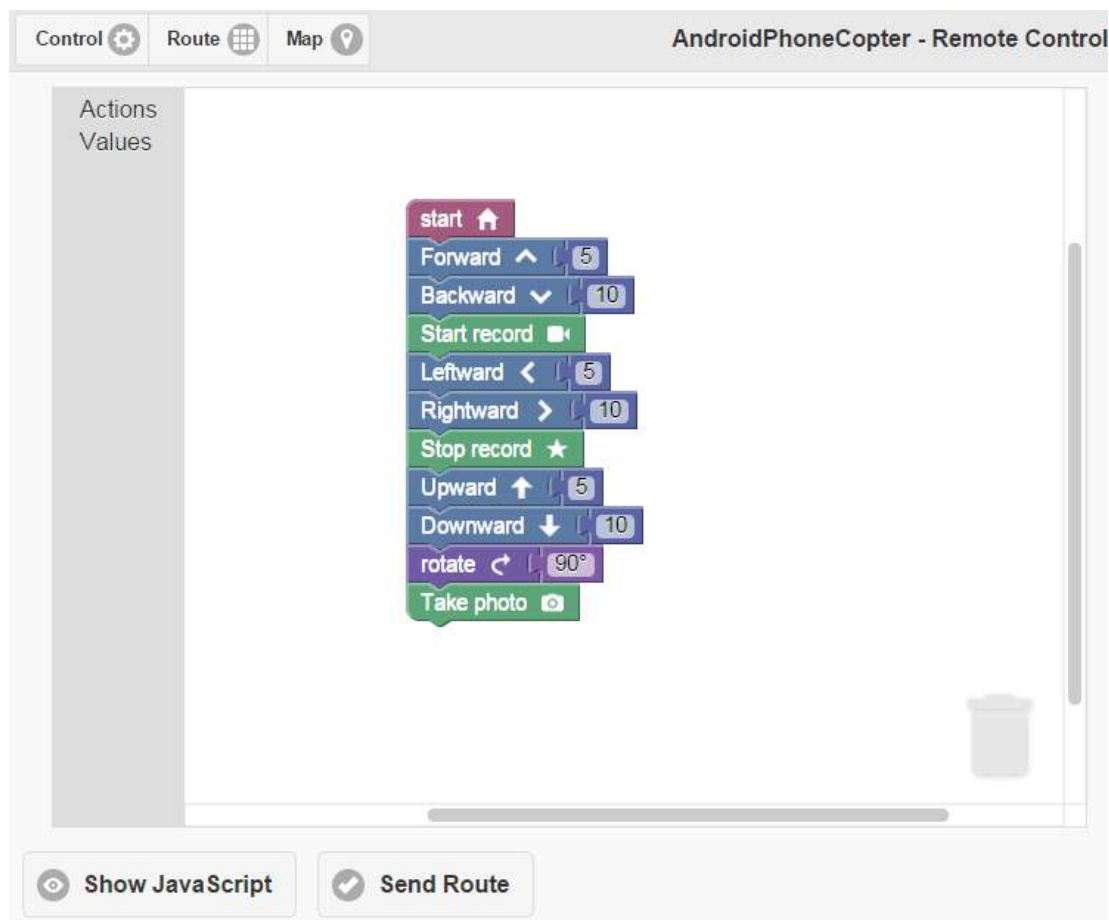 Control Route Map AndroidPhoneCopter - Remote Control
Actions
Values
start
Forward 5
Backward 10
Start record
Leftward 5
Rightward 10
Stop record
Upward 5
Downward 10
rotate 90°
Take photo
Show JavaScript Send Route